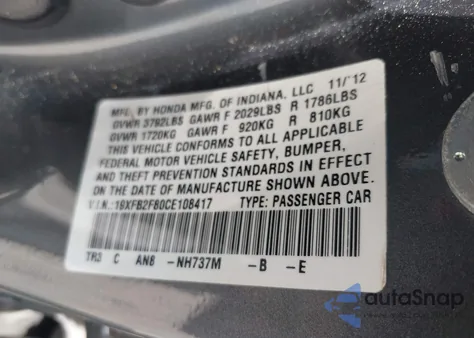 MFD. BY HONDA MFG. OF INDIANA, LLC 11/'12
GVWR 3792LBS GAWR F 2029LBS R 1786LBS
GVWR 1720KG GAWR F 920KG R 810KG
THIS VEHICLE CONFORMS TO ALL APPLICABLE
FEDERAL MOTOR VEHICLE SAFETY, BUMPER,
AND THEFT PREVENTION STANDARDS IN EFFECT
ON THE DATE OF MANUFACTURE SHOWN ABOVE.
V.I.N.: 19XFB2F80CE108417 TYPE: PASSENGER CAR
TR3 C AN8 -NH737M -B -E
autoSnap